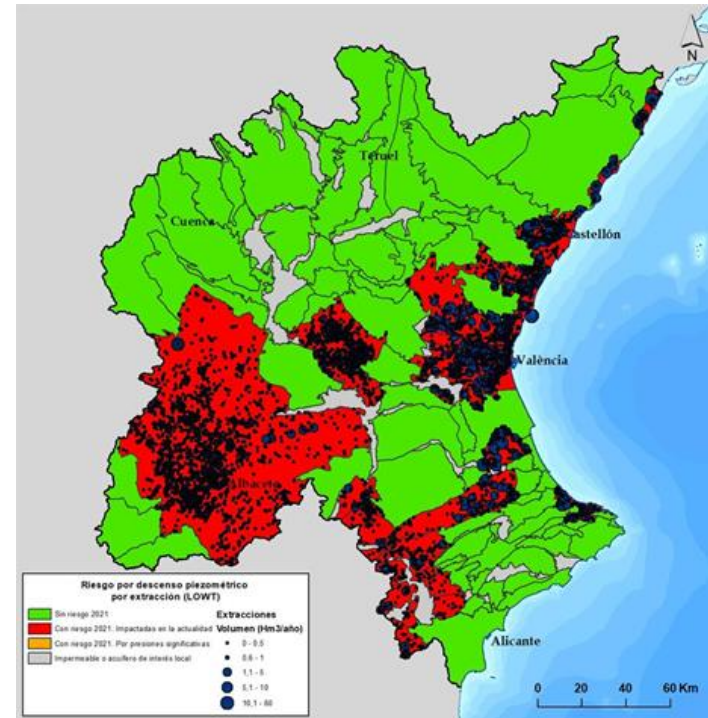 N
Teruel
Cuenca
astellón
València
Albacete
Alicante
Riesgo por descenso piezométrico
por extracción (LOWT)
Sin riesgo 2021
Con riesgo 2021. Impactadas en la actualidad
Con riesgo 2021. Por presiones significativas
Impermeable o acuífero de interés local
Extracciones
Volumen (Hm3/año)
0 - 0,5
0,6 - 1
1,1 - 5
5,1 - 10
10,1 - 60
0 20 40 60 Km